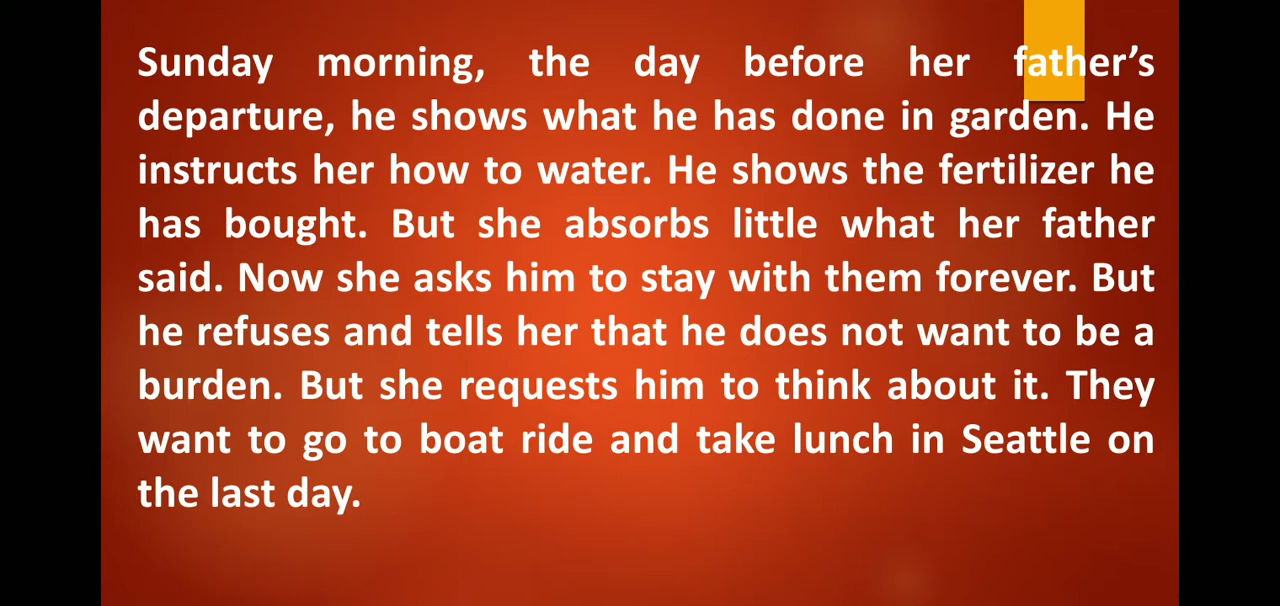 Sunday morning, the day before her father’s
departure, he shows what he has done in garden. He
instructs her how to water. He shows the fertilizer he
has bought. But she absorbs little what her father
said. Now she asks him to stay with them forever. But
he refuses and tells her that he does not want to be a
burden. But she requests him to think about it. They
want to go to boat ride and take lunch in Seattle on
the last day.